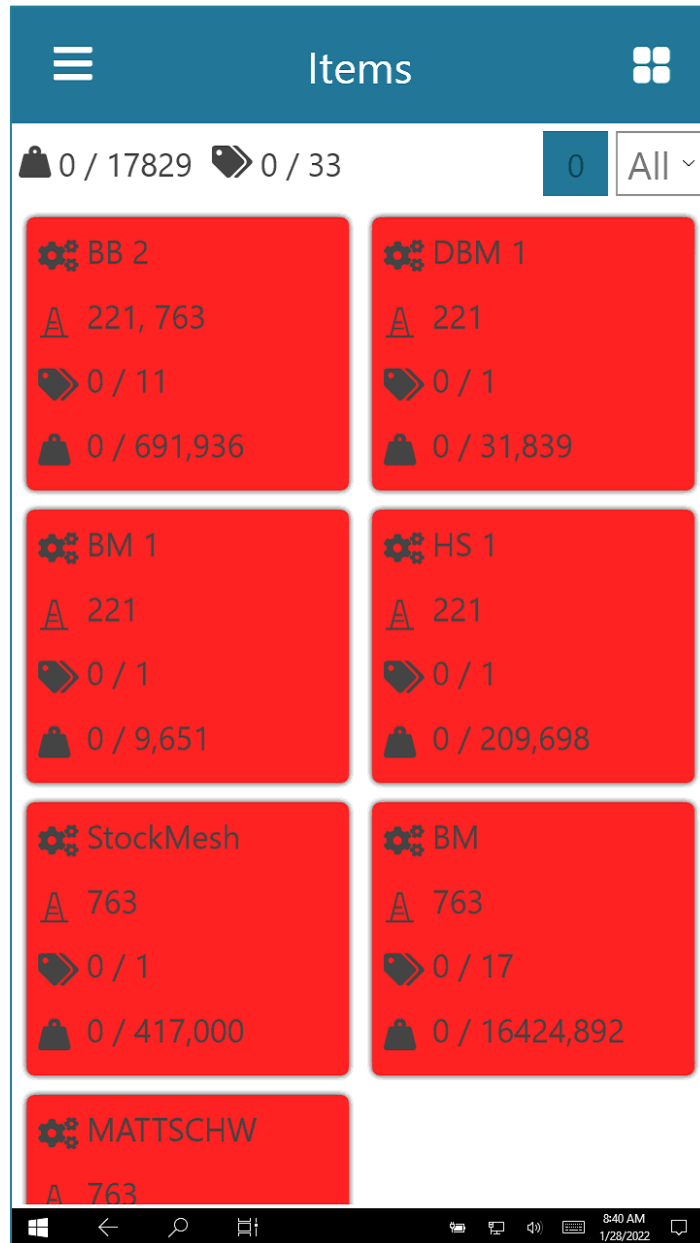 Items
0 / 17829 0 / 33 0 All
BB 2
221, 763
0 / 11
0 / 691,936
DBM 1
221
0 / 1
0 / 31,839
BM 1
221
0 / 1
0 / 9,651
HS 1
221
0 / 1
0 / 209,698
StockMesh
763
0 / 1
0 / 417,000
BM
763
0 / 17
0 / 16424,892
MATTSCHW
763
8:40 AM
1/28/2022